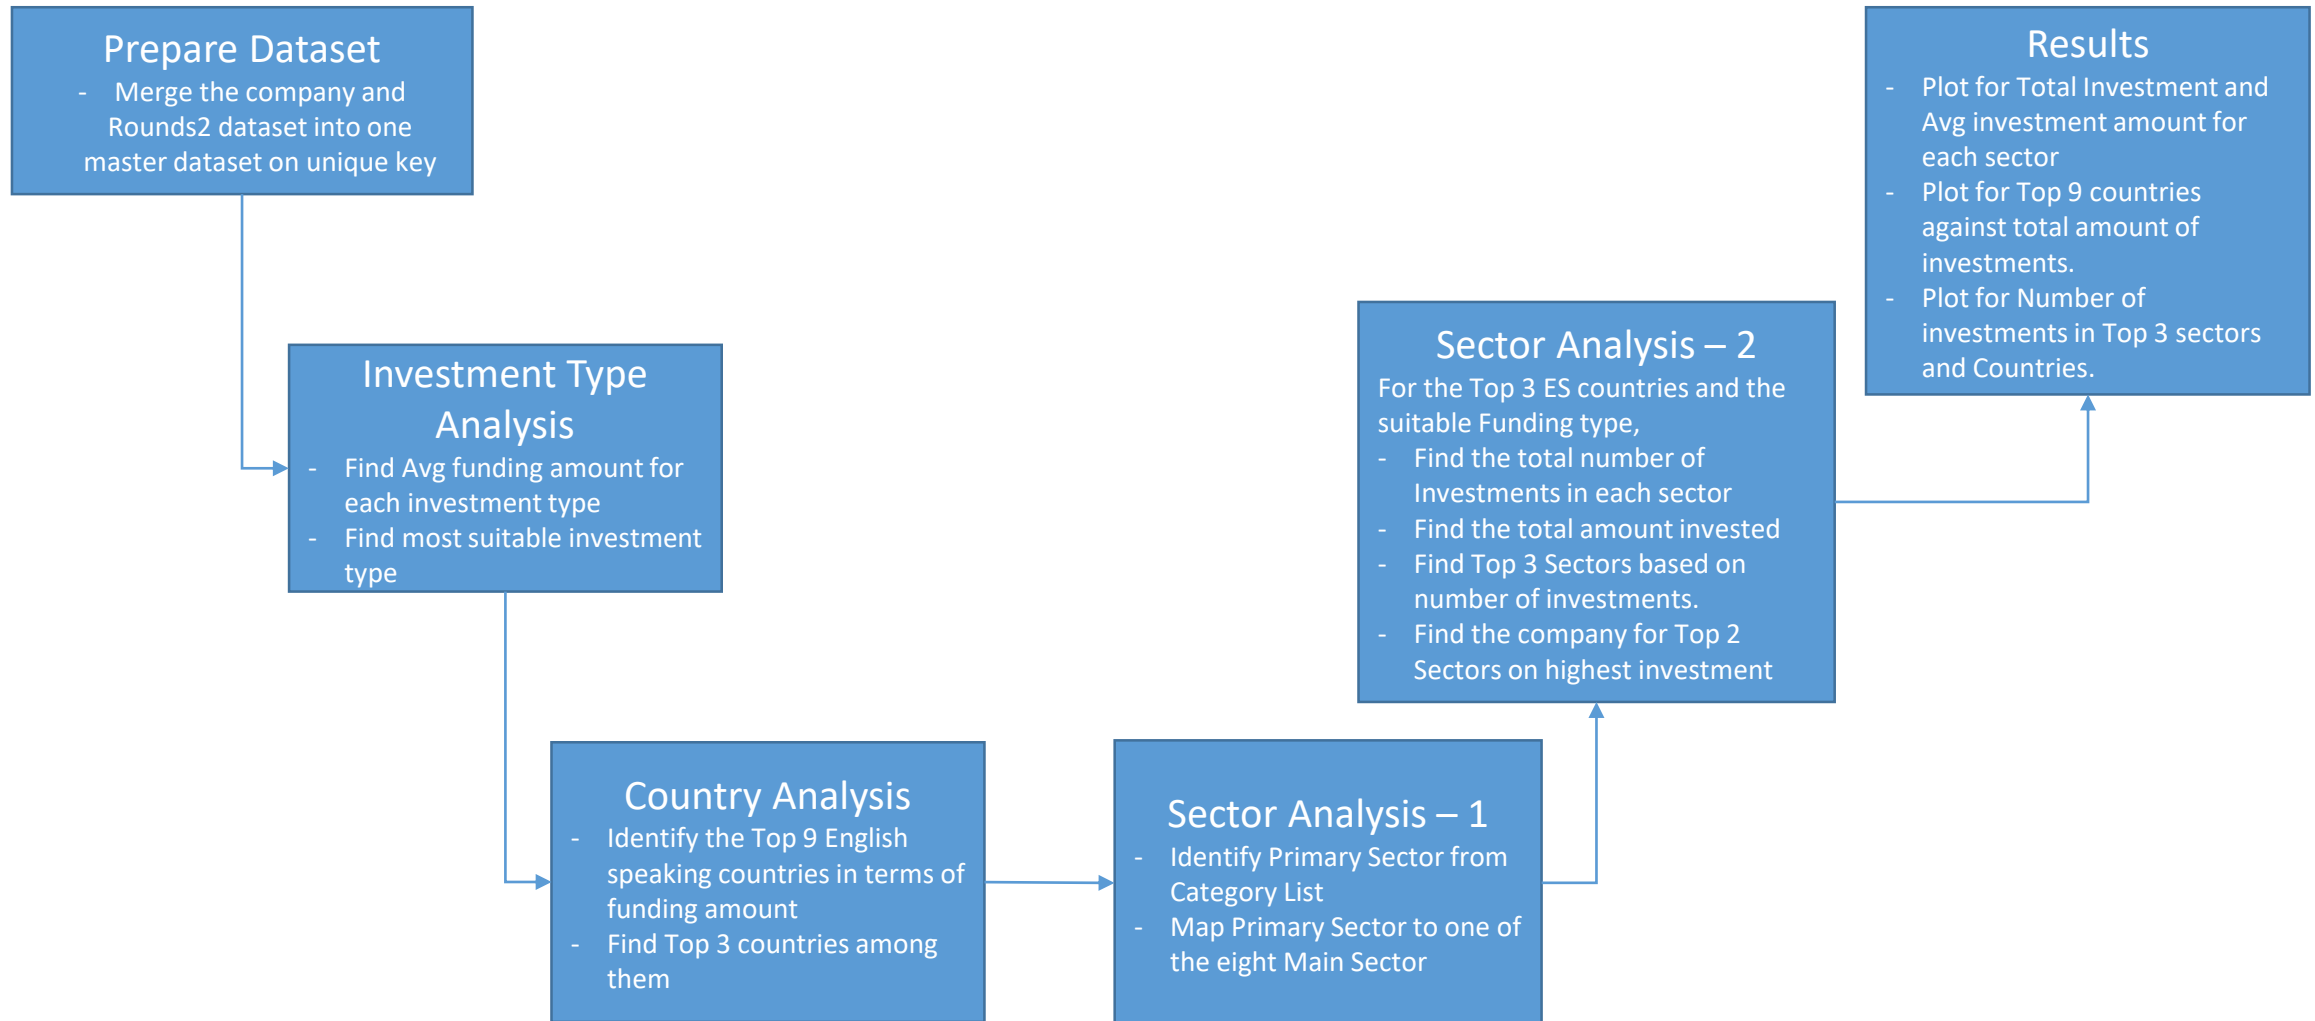 Prepare Dataset
- Merge the company and
Rounds2 dataset into one
master dataset on unique key
Investment Type
Analysis
- Find Avg funding amount for
each investment type
- Find most suitable investment
type
Country Analysis
- Identify the Top 9 English
speaking countries in terms of
funding amount
- Find Top 3 countries among
them
Sector Analysis – 1
- Identify Primary Sector from
Category List
- Map Primary Sector to one of
the eight Main Sector
Sector Analysis – 2
For the Top 3 ES countries and the
suitable Funding type,
- Find the total number of
Investments in each sector
- Find the total amount invested
- Find Top 3 Sectors based on
number of investments.
- Find the company for Top 2
Sectors on highest investment
Results
- Plot for Total Investment and
Avg investment amount for
each sector
- Plot for Top 9 countries
against total amount of
investments.
- Plot for Number of
investments in Top 3 sectors
and Countries.